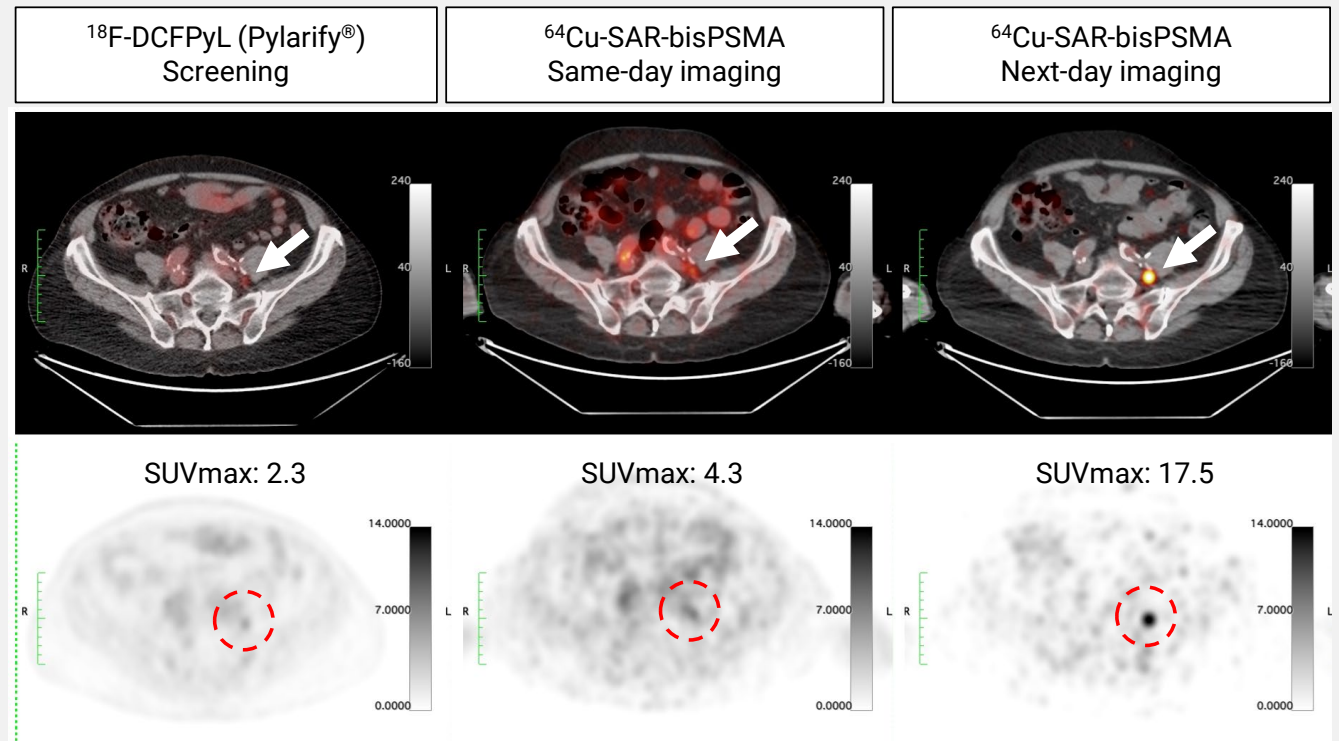 ¹⁸F-DCFPyL (Pylarify®)
Screening
⁶⁴Cu-SAR-bisPSMA
Same-day imaging
⁶⁴Cu-SAR-bisPSMA
Next-day imaging
240
40
-160
R
L
240
40
-160
R
L
240
40
-160
R
L
SUVmax: 2.3
14.0000
7.0000
0.0000
R
L
SUVmax: 4.3
14.0000
7.0000
0.0000
R
L
SUVmax: 17.5
14.0000
7.0000
0.0000
R
L